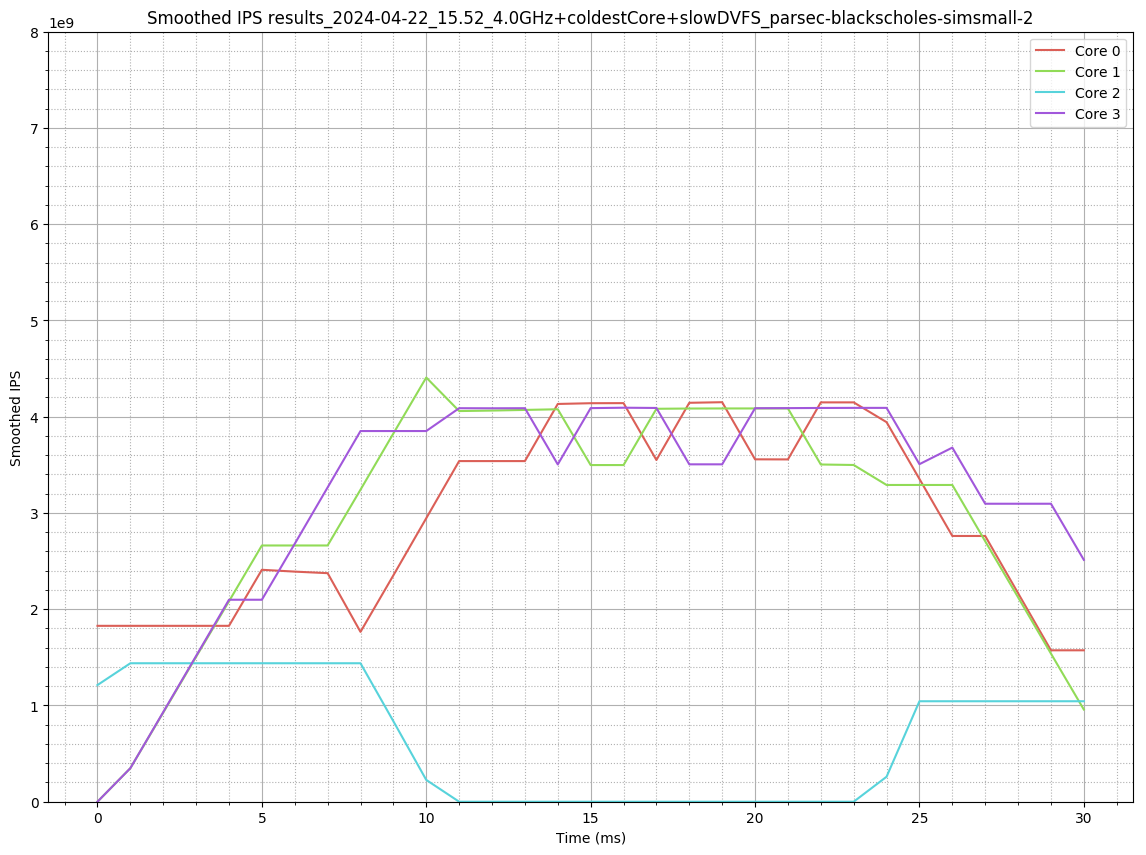 Smoothed IPS results_2024-04-22_15.52_4.0GHz+coldestCore+slowDVFS_parsec-blackscholes-simsmall-2
1e9
8
7
6
5
4
3
2
1
0
Smoothed IPS
Core 0
Core 1
Core 2
Core 3
0 5 10 15 20 25 30
Time (ms)